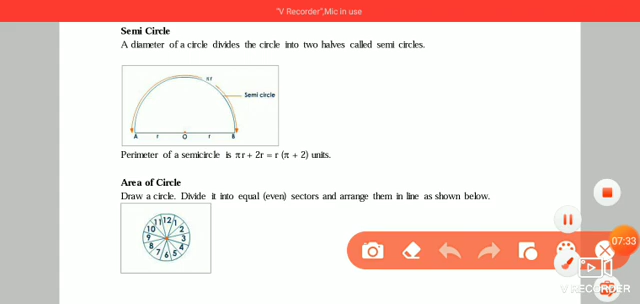 "V Recorder",Mic in use
Semi Circle
A diameter of a circle divides the circle into two halves called semi circles.
πr
Semi circle
A r O r B
Perimeter of a semicircle is πr + 2r = r (π + 2) units.
Area of Circle
Draw a circle. Divide it into equal (even) sectors and arrange them in line as shown below.
11 12 1
10 2
9 3
8 4
7 6 5
07:33
V RECORDER